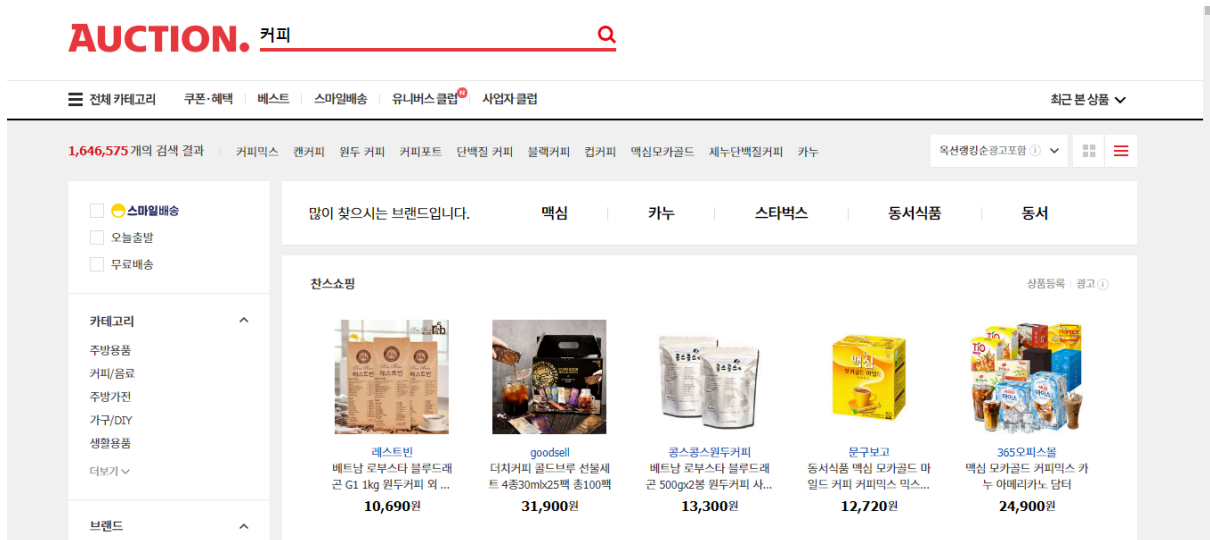 AUCTION.
커피
전체 카테고리 쿠폰·혜택 베스트 스마일배송 유니버스 클럽 N 사업자 클럽 최근 본 상품
1,646,575개의 검색 결과 커피믹스 캔커피 원두 커피 커피포트 단백질 커피 블랙커피 컵커피 맥심모카골드 제누단백질커피 카누 옥션랭킹순광고포함
스마일배송
오늘출발
무료배송
많이 찾으시는 브랜드입니다. 맥심 카누 스타벅스 동서식품 동서
찬스쇼핑 상품등록 광고
카테고리
주방용품
커피/음료
주방가전
가구/DIY
생활용품
더보기
브랜드
레스트빈
베트남 로부스타 블루드래
곤 G1 1kg 원두커피 외 ...
10,690원
goodsell
더치커피 콜드브루 선물세
트 4종30mlx25팩 총100팩
31,900원
콩스콩스원두커피
베트남 로부스타 블루드래
곤 500gx2봉 원두커피 사...
13,300원
맥심
모카골드 마일드
문구보고
동서식품 맥심 모카골드 마
일드 커피 커피믹스 믹스...
12,720원
365오피스몰
맥심 모카골드 커피믹스 카
누 아메리카노 담터
24,900원